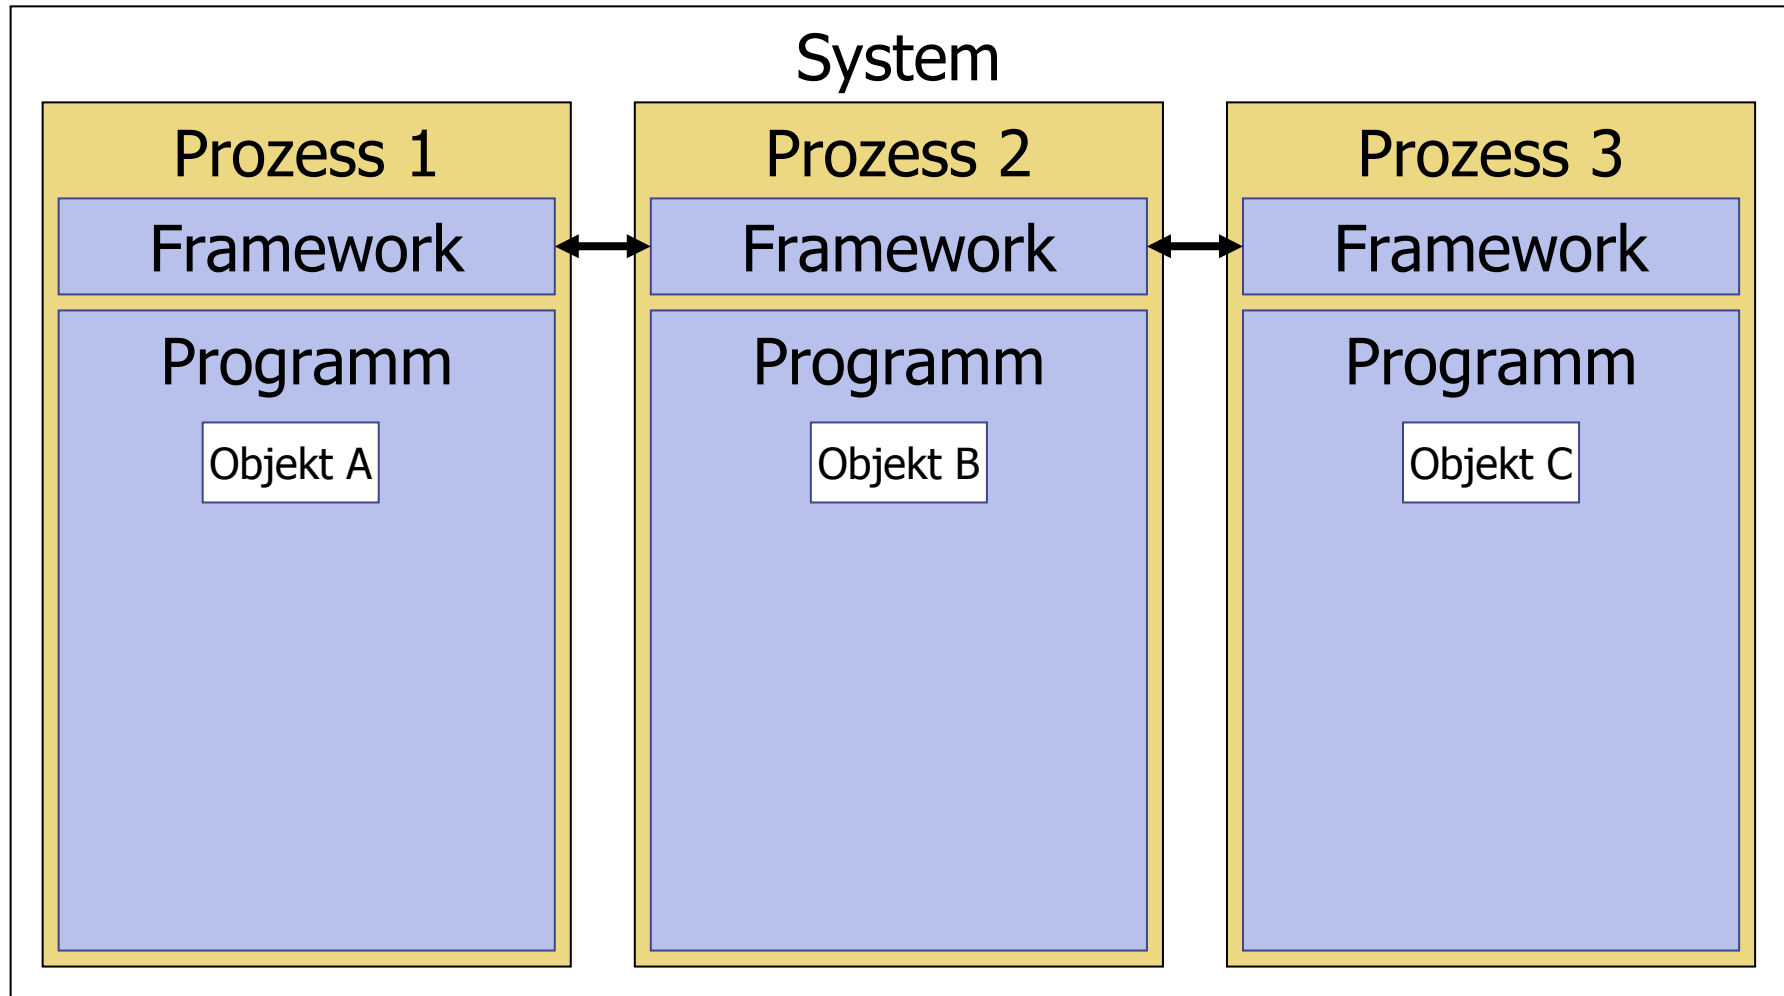 System
Prozess 1
Framework
Programm
Objekt A
Prozess 2
Framework
Programm
Objekt B
Prozess 3
Framework
Programm
Objekt C